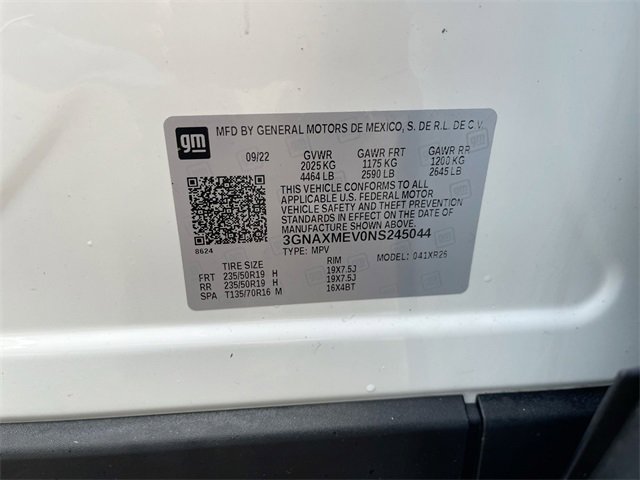 gm
MFD BY GENERAL MOTORS DE MEXICO, S. DE R.L. DE C.V.
09/22 GVWR GAWR FRT GAWR RR
2025 KG 1175 KG 1200 KG
4464 LB 2590 LB 2645 LB
THIS VEHICLE CONFORMS TO ALL
APPLICABLE U.S. FEDERAL MOTOR
VEHICLE SAFETY AND THEFT PREVENTION
STANDARDS IN EFFECT ON THE DATE OF
MANUFACTURE SHOWN ABOVE.
3GNAXMEV0NS245044
8624
TYPE: MPV MODEL: 041XR26
TIRE SIZE RIM
FRT 235/50R19 H 19X7.5J
RR 235/50R19 H 19X7.5J
SPA T135/70R16 M 16X4BT